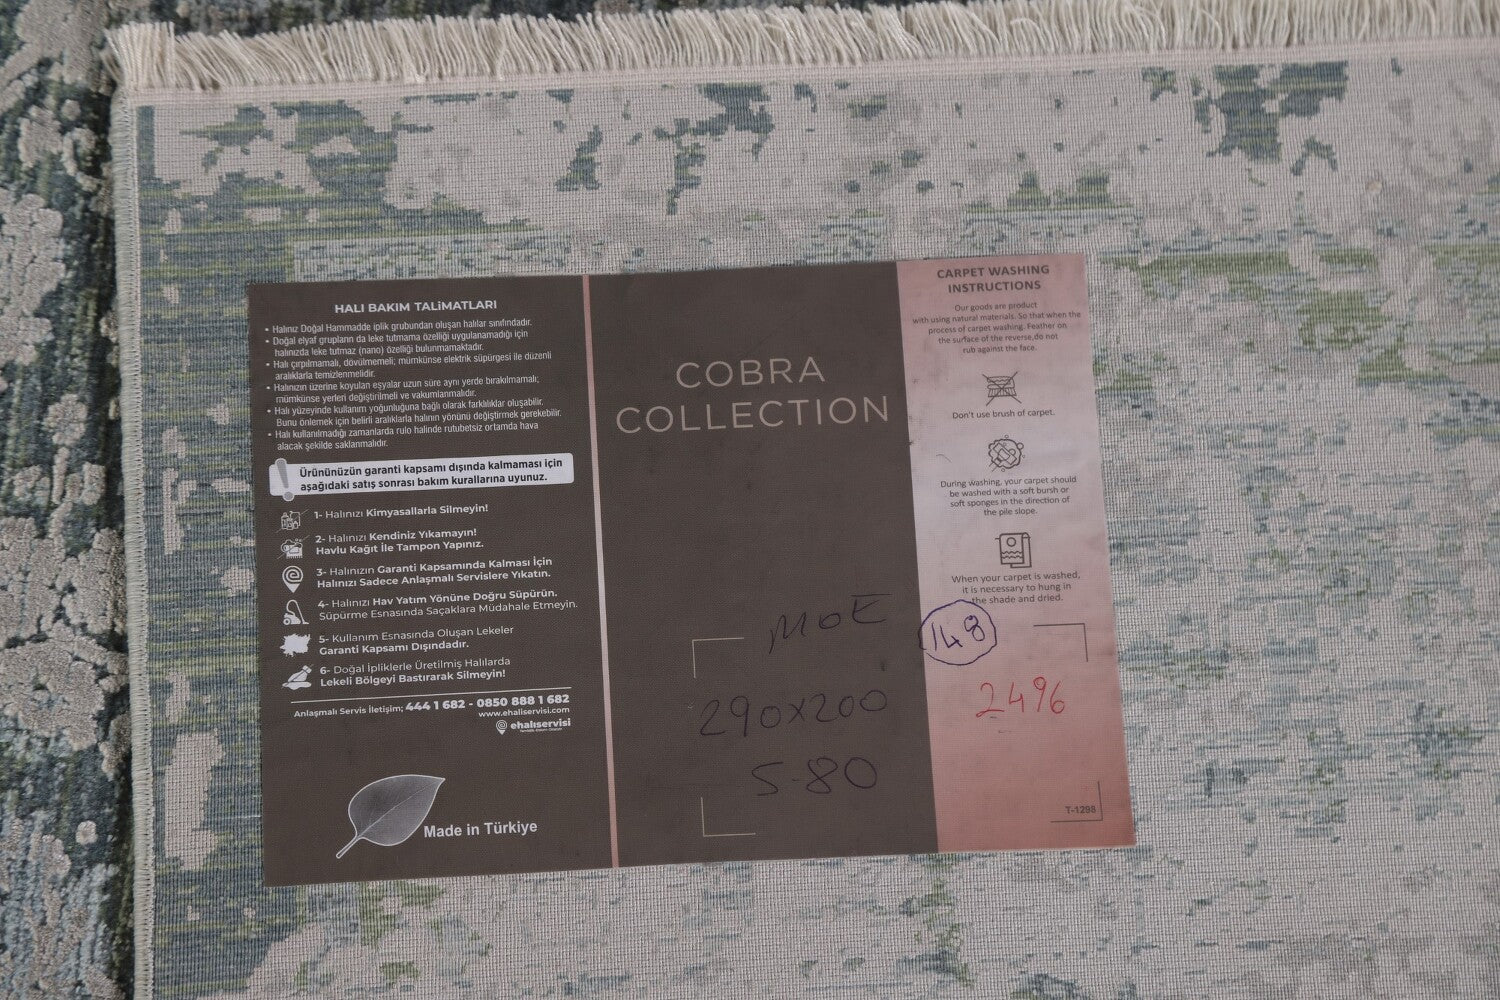 HALI BAKIM TALİMATLARI
• Halınız Doğal Hammadde iplik grubundan oluşan halılar sınıfındadır.
• Doğal elyaf grupların da leke tutmama özelliği uygulanamadığı için
halınızda leke tutmaz (nano) özelliği bulunmamaktadır.
• Halı çırpılmamalı, dövülmemeli; mümkünse elektrik süpürgesi ile düzenli
aralıklarla temizlenmelidir.
• Halınızın üzerine koyulan eşyalar uzun süre aynı yerde bırakılmamalı;
mümkünse yerleri değiştirilmeli ve vakumlanmalıdır.
• Halı yüzeyinde kullanım yoğunluğuna bağlı olarak farklılıklar oluşabilir.
Bunu önlemek için belirli aralıklarla halının yönünü değiştirmek gerekebilir.
• Halı kullanılmadığı zamanlarda rulo halinde rutubetsiz ortamda hava
alacak şekilde saklanmalıdır.
Ürününüzün garanti kapsamı dışında kalmaması için
aşağıdaki satış sonrası bakım kurallarına uyunuz.
1- Halınızı Kimyasallarla Silmeyin!
2- Halınızı Kendiniz Yıkamayın!
Havlu Kağıt İle Tampon Yapınız.
3- Halınızın Garanti Kapsamında Kalması İçin
Halınızı Sadece Anlaşmalı Servislere Yıkatın.
4- Halınızı Hav Yatım Yönüne Doğru Süpürün.
Süpürme Esnasında Saçaklara Müdahale Etmeyin.
5- Kullanım Esnasında Oluşan Lekeler
Garanti Kapsamı Dışındadır.
6- Doğal İpliklerle Üretilmiş Halılarda
Lekeli Bölgeyi Bastırarak Silmeyin!
Anlaşmalı Servis İletişim; 444 1 682 - 0850 888 1 682
www.ehaliservisi.com
ehalıservisi
Made in Türkiye
COBRA
COLLECTION
MOE
290x200
S-80
CARPET WASHING
INSTRUCTIONS
Our goods are product
with using natural materials. So that when the
process of carpet washing. Feather on
the surface of the reverse,do not
rub against the face.
Don't use brush of carpet.
During washing, your carpet should
be washed with a soft bursh or
soft sponges in the direction of
the pile slope.
When your carpet is washed,
it is necessary to hung in
the shade and dried.
148
2496
T-1298